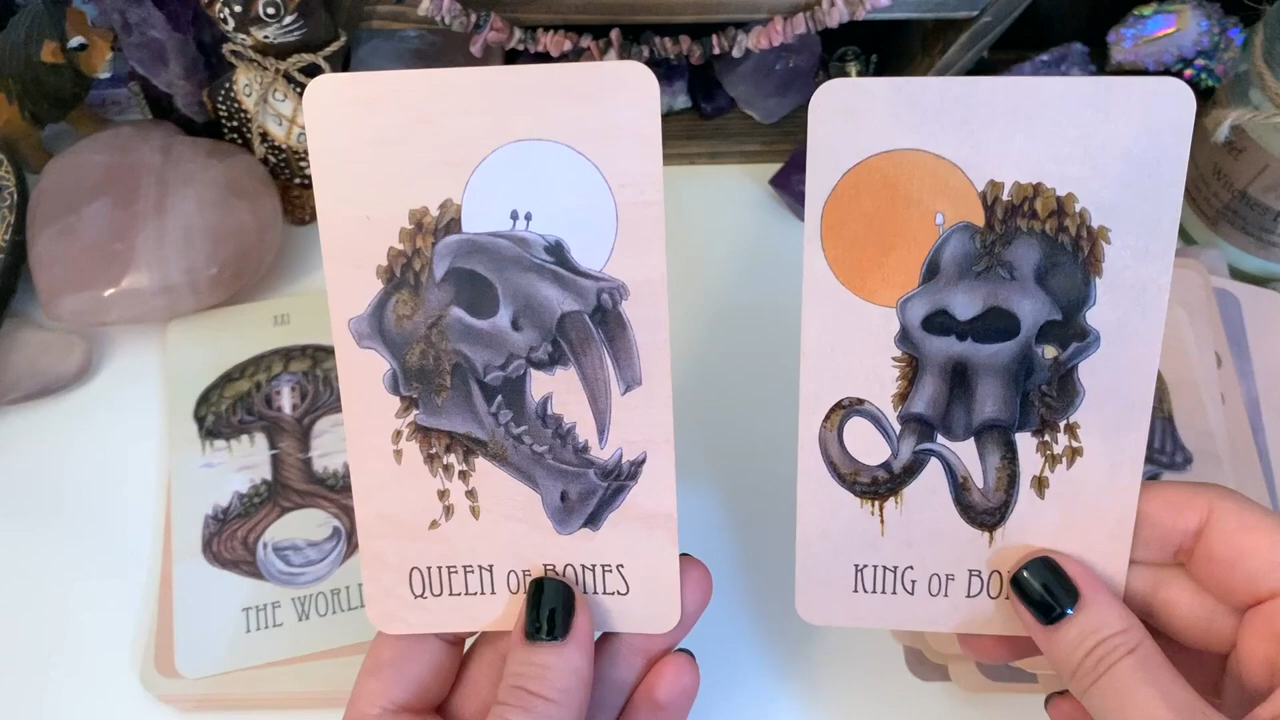 XXI
THE WORL
QUEEN OF BONES
KING OF BO
Witches